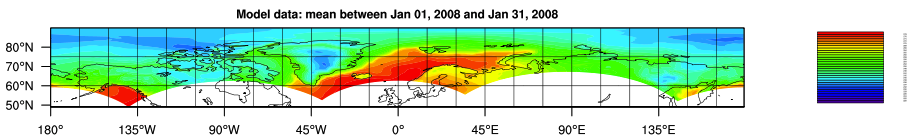 Model data: mean between Jan 01, 2008 and Jan 31, 2008
80°N
70°N
60°N
50°N
180° 135°W 90°W 45°W 0° 45°E 90°E 135°E